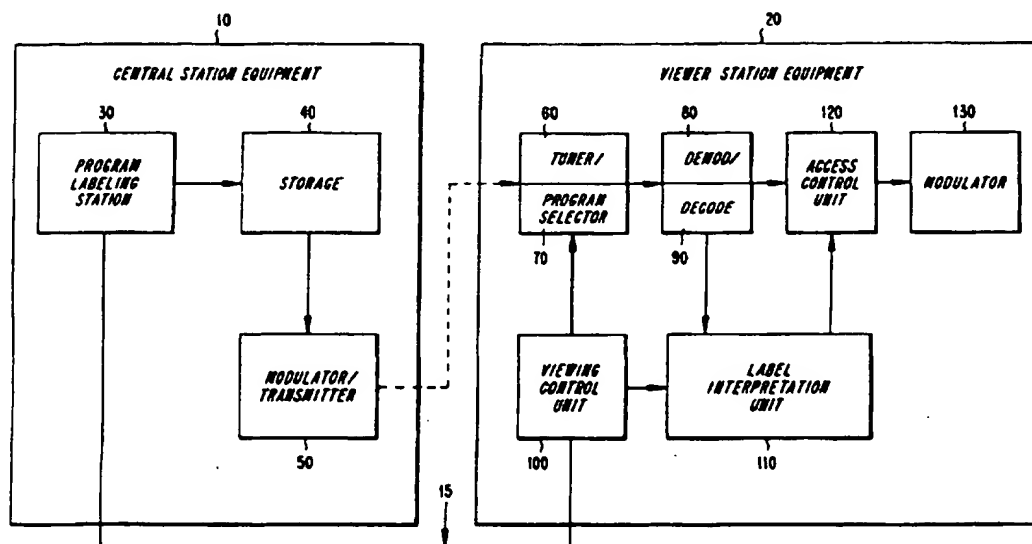 10
20
CENTRAL STATION EQUIPMENT
VIEWER STATION EQUIPMENT
30
40
60
80
120
130
PROGRAM
LABELING
STATION
STORAGE
TUNER/
PROGRAM
SELECTOR
DEMOD/
DECODE
ACCESS
CONTROL
UNIT
MODULATOR
70
90
MODULATOR/
TRANSMITTER
VIEWING
CONTROL
UNIT
LABEL
INTERPRETATION
UNIT
50
100
110
15